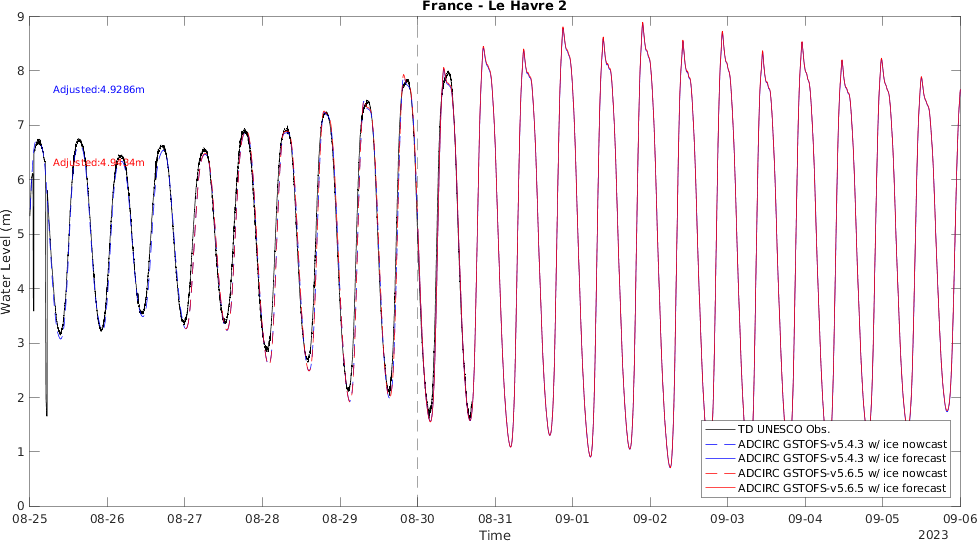 France - Le Havre 2
9
8
7
6
5
4
3
2
1
0
Water Level (m)
Adjusted:4.9286m
Adjusted:4.9484m
TD UNESCO Obs.
ADCIRC GSTOFS-v5.4.3 w/ ice nowcast
ADCIRC GSTOFS-v5.4.3 w/ ice forecast
ADCIRC GSTOFS-v5.6.5 w/ ice nowcast
ADCIRC GSTOFS-v5.6.5 w/ ice forecast
08-25 08-26 08-27 08-28 08-29 08-30 08-31 09-01 09-02 09-03 09-04 09-05 09-06
Time
2023